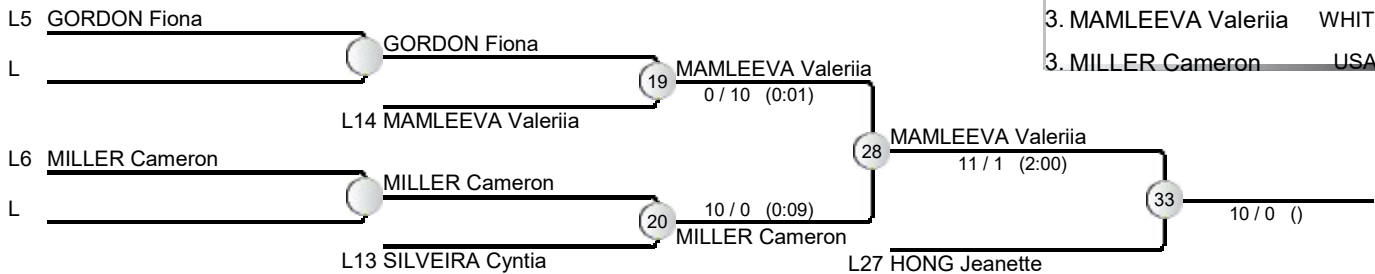 L5 GORDON Fiona
L
GORDON Fiona
L14 MAMLEEVA Valeriia
19
MAMLEEVA Valeriia
0 / 10 (0:01)
L6 MILLER Cameron
L
MILLER Cameron
L13 SILVEIRA Cyntia
20
10 / 0 (0:09)
MILLER Cameron
28
MAMLEEVA Valeriia
11 / 1 (2:00)
L27 HONG Jeanette
33
10 / 0 ()
3. MAMLEEVA Valeriia WHIT
3. MILLER Cameron USA